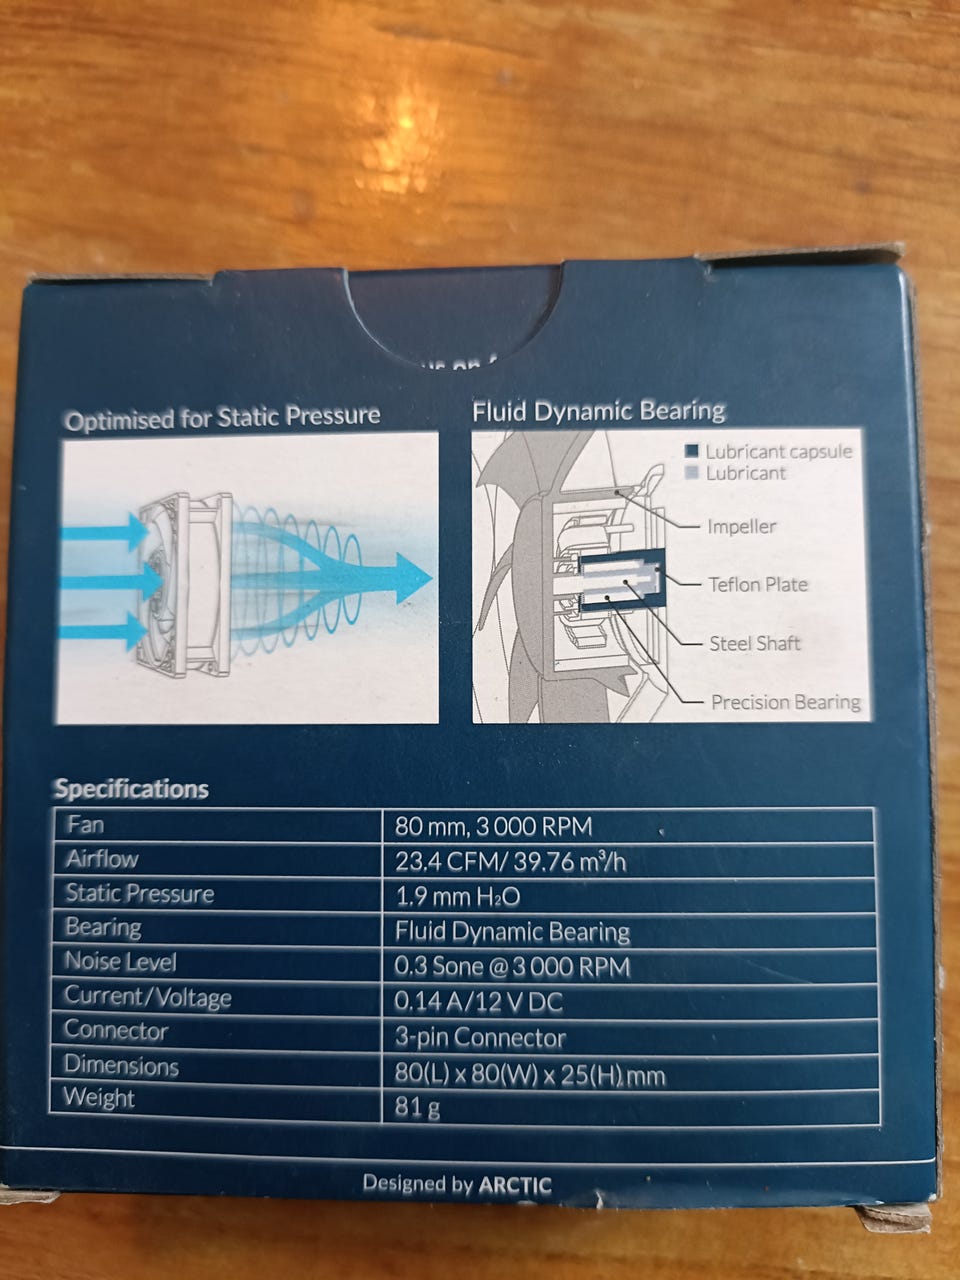 Optimised for Static Pressure
Fluid Dynamic Bearing
Lubricant capsule
Lubricant
Impeller
Teflon Plate
Steel Shaft
Precision Bearing
Specifications
Fan 80 mm, 3 000 RPM
Airflow 23.4 CFM/ 39.76 m³/h
Static Pressure 1.9 mm H₂O
Bearing Fluid Dynamic Bearing
Noise Level 0.3 Sone @ 3 000 RPM
Current/Voltage 0.14 A/12 V DC
Connector 3-pin Connector
Dimensions 80(L) x 80(W) x 25(H) mm
Weight 81 g
Designed by ARCTIC